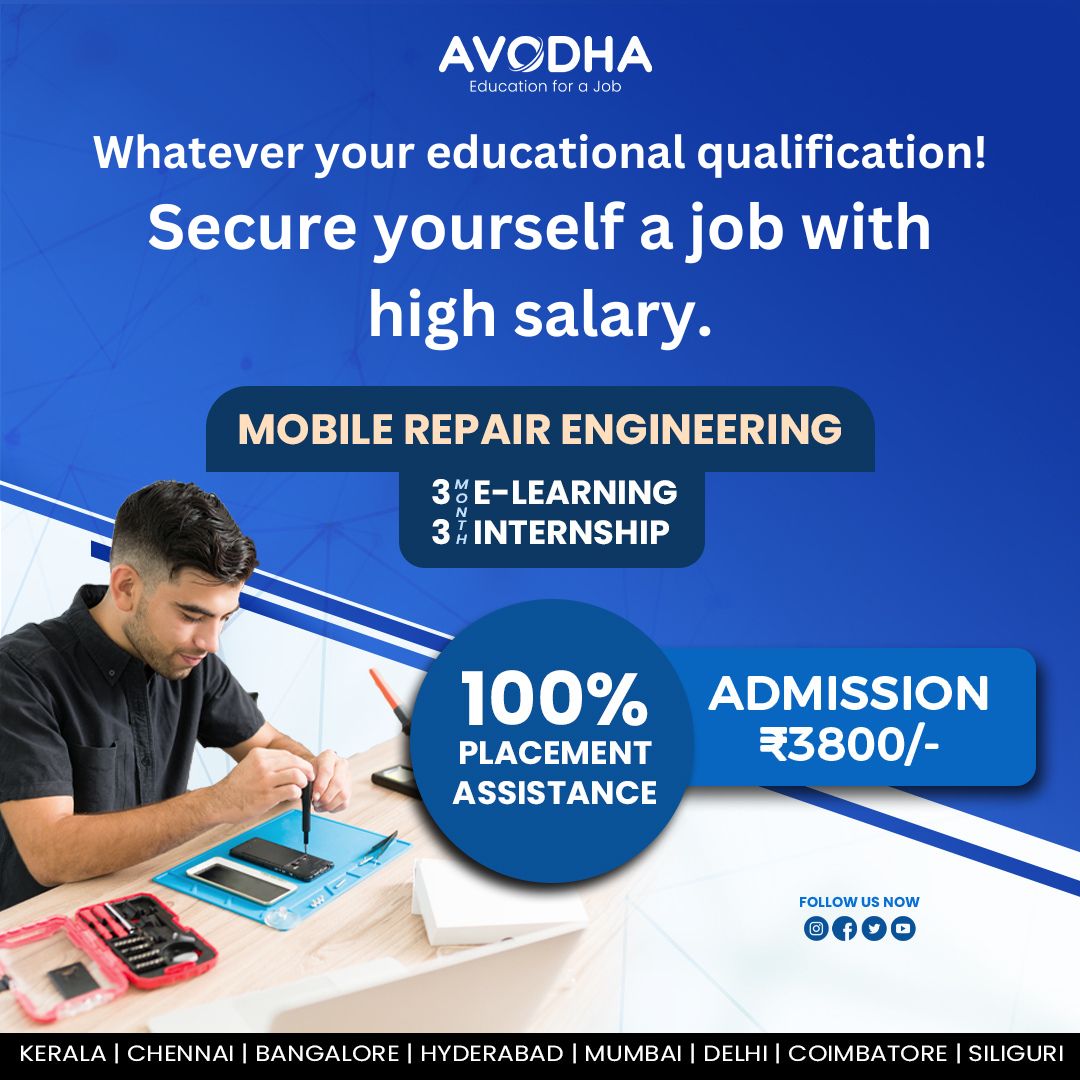 AVODHA
Education for a Job
Whatever your educational qualification!
Secure yourself a job with
high salary.
MOBILE REPAIR ENGINEERING
3 MONTH E-LEARNING
3 MONTH INTERNSHIP
100%
PLACEMENT
ASSISTANCE
ADMISSION
₹3800/-
FOLLOW US NOW
KERALA | CHENNAI | BANGALORE | HYDERABAD | MUMBAI | DELHI | COIMBATORE | SILIGURI